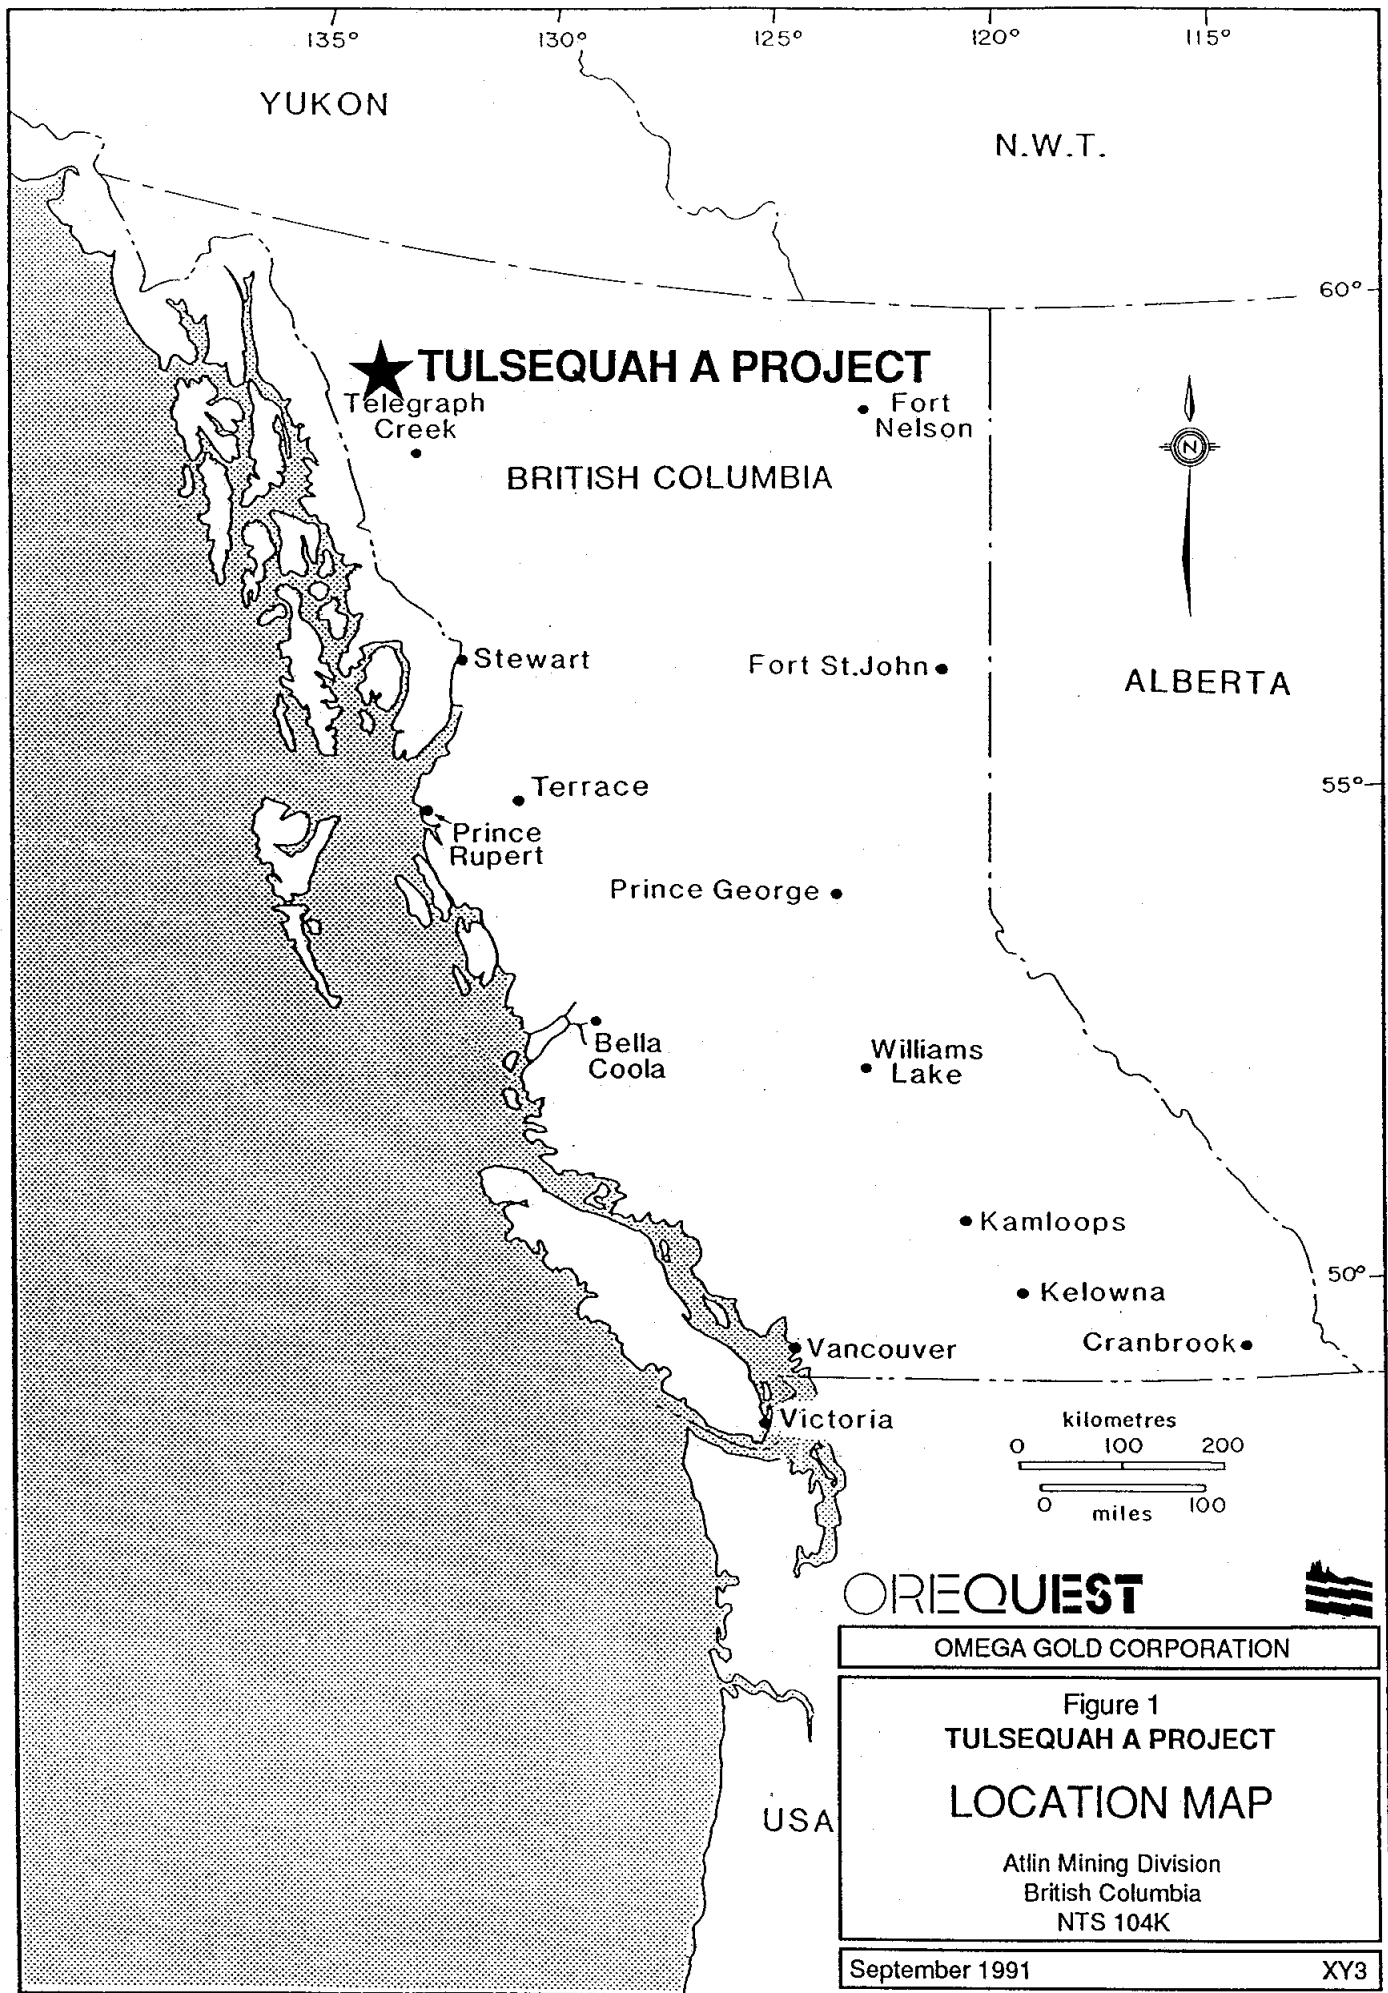 135° 130° 125° 120° 115°
YUKON
N.W.T.
60°
TULSEQUAH A PROJECT
Telegraph
Creek
Fort
Nelson
BRITISH COLUMBIA
N
Stewart
Fort St.John
ALBERTA
55°
Terrace
Prince
Rupert
Prince George
Bella
Coola
Williams
Lake
Kamloops
50°
Kelowna
Cranbrook
Vancouver
Victoria
kilometres
0 100 200
0 100
miles
OREQUEST
OMEGA GOLD CORPORATION
Figure 1
TULSEQUAH A PROJECT
LOCATION MAP
USA
Atlin Mining Division
British Columbia
NTS 104K
September 1991 XY3